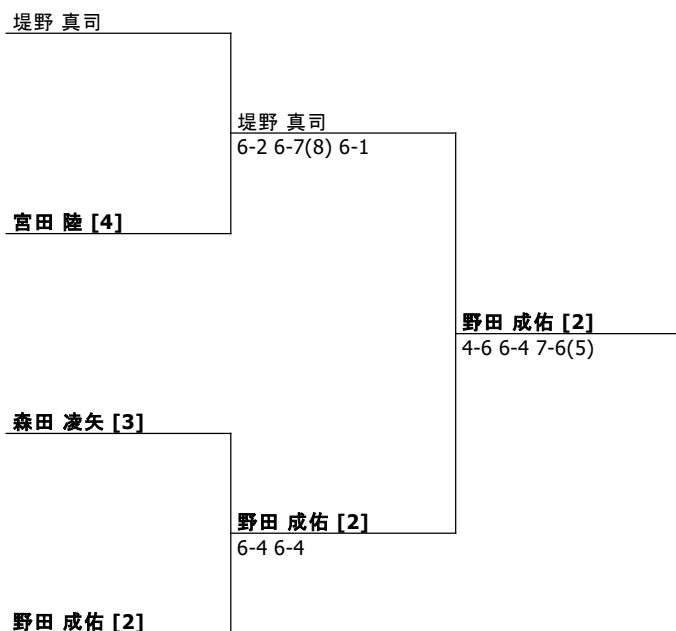 堤野 真司
堤野 真司
6-2 6-7(8) 6-1
宮田 陸 [4]
野田 成佑 [2]
4-6 6-4 7-6(5)
森田 凌矢 [3]
野田 成佑 [2]
6-4 6-4
野田 成佑 [2]